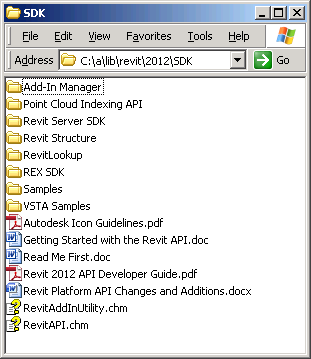 SDK
File Edit View Favorites Tools Help
Address C:\a\lib\revit\2012\SDK Go
Add-In Manager
Point Cloud Indexing API
Revit Server SDK
Revit Structure
RevitLookup
REX SDK
Samples
VSTA Samples
Autodesk Icon Guidelines.pdf
Getting Started with the Revit API.doc
Read Me First.doc
Revit 2012 API Developer Guide.pdf
Revit Platform API Changes and Additions.docx
RevitAddInUtility.chm
RevitAPI.chm